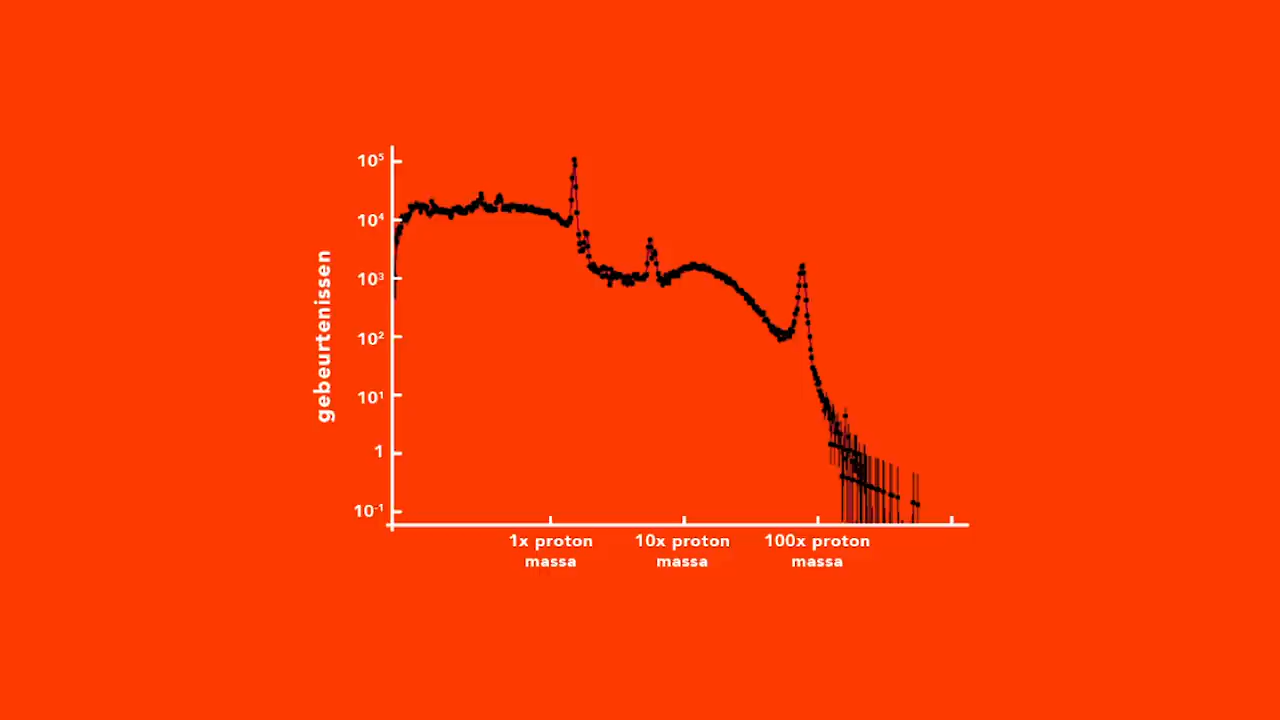 gebeurtenissen
10⁵
10⁴
10³
10²
10¹
1
10⁻¹
1x proton
massa
10x proton
massa
100x proton
massa